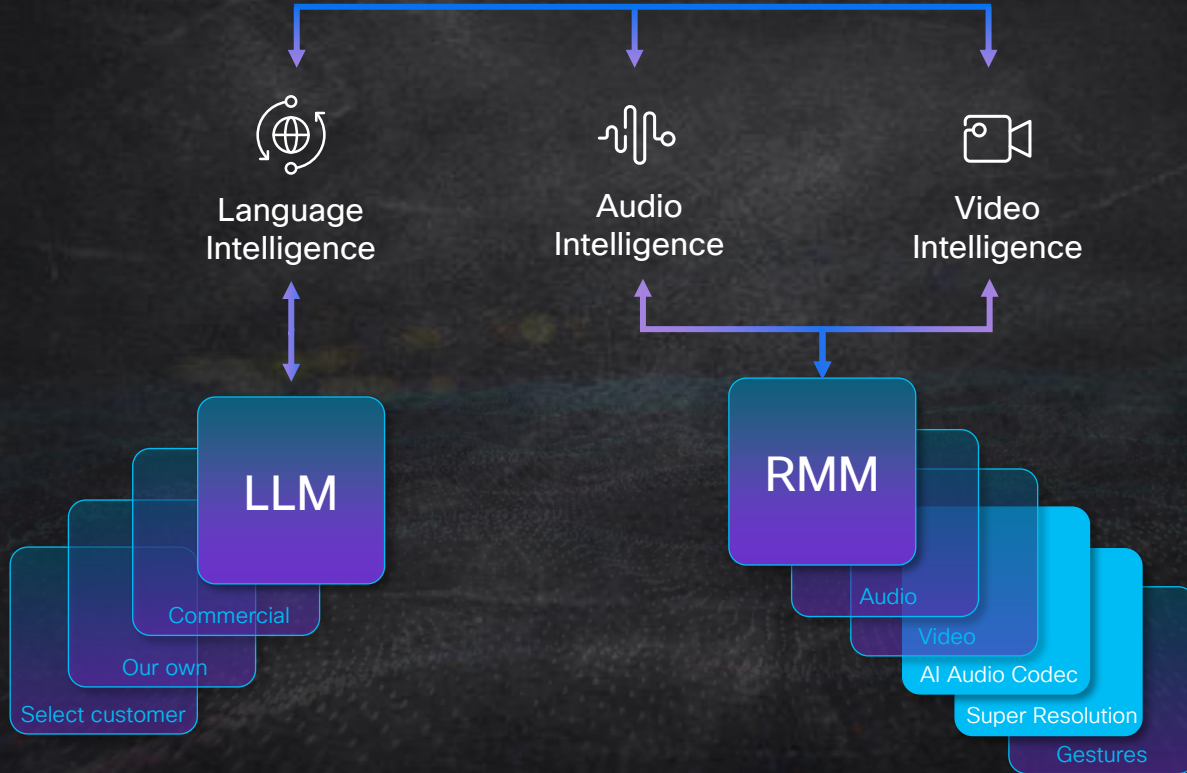 Language
Intelligence
Audio
Intelligence
Video
Intelligence
LLM
Commercial
Our own
Select customer
RMM
Audio
Video
AI Audio Codec
Super Resolution
Gestures